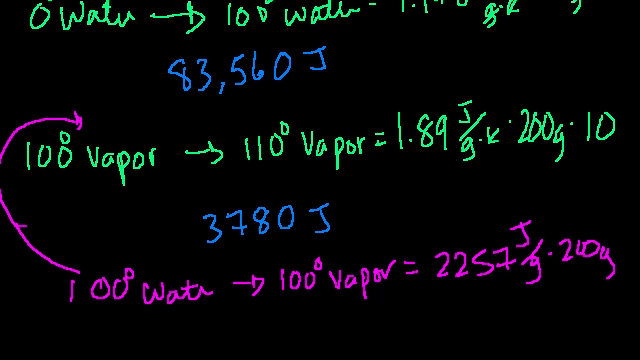 0° Water → 100° water =
83,560 J
100° vapor → 110° vapor = 1.89 J/g·k · 200g · 10
3780 J
100° water → 100° vapor = 2257 J/g · 200g